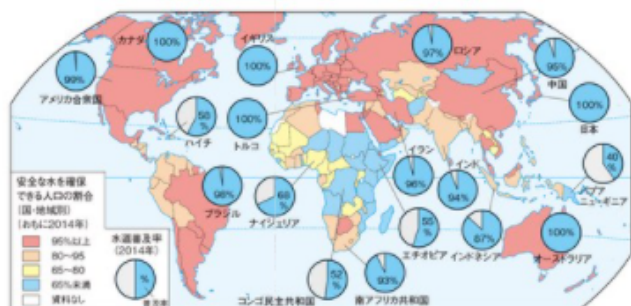 カナダ
100%
イギリス
100%
97%
ロシア
95%
中国
99%
アメリカ合衆国
58
%
ハイチ
100%
トルコ
100%
日本
イラン
96%
インド
94%
40
%
パプア
ニューギニア
安全な水を確保
できる人口の割合
(国・地域別)
(おもに2014年)
95%以上
80~95
65~80
65%未満
資料なし
水道普及率
(2014年)
%
98%
ブラジル
68
%
ナイジェリア
55
%
エチオピア
87%
インドネシア
100%
オーストラリア
52
%
コンゴ民主共和国
93%
南アフリカ共和国